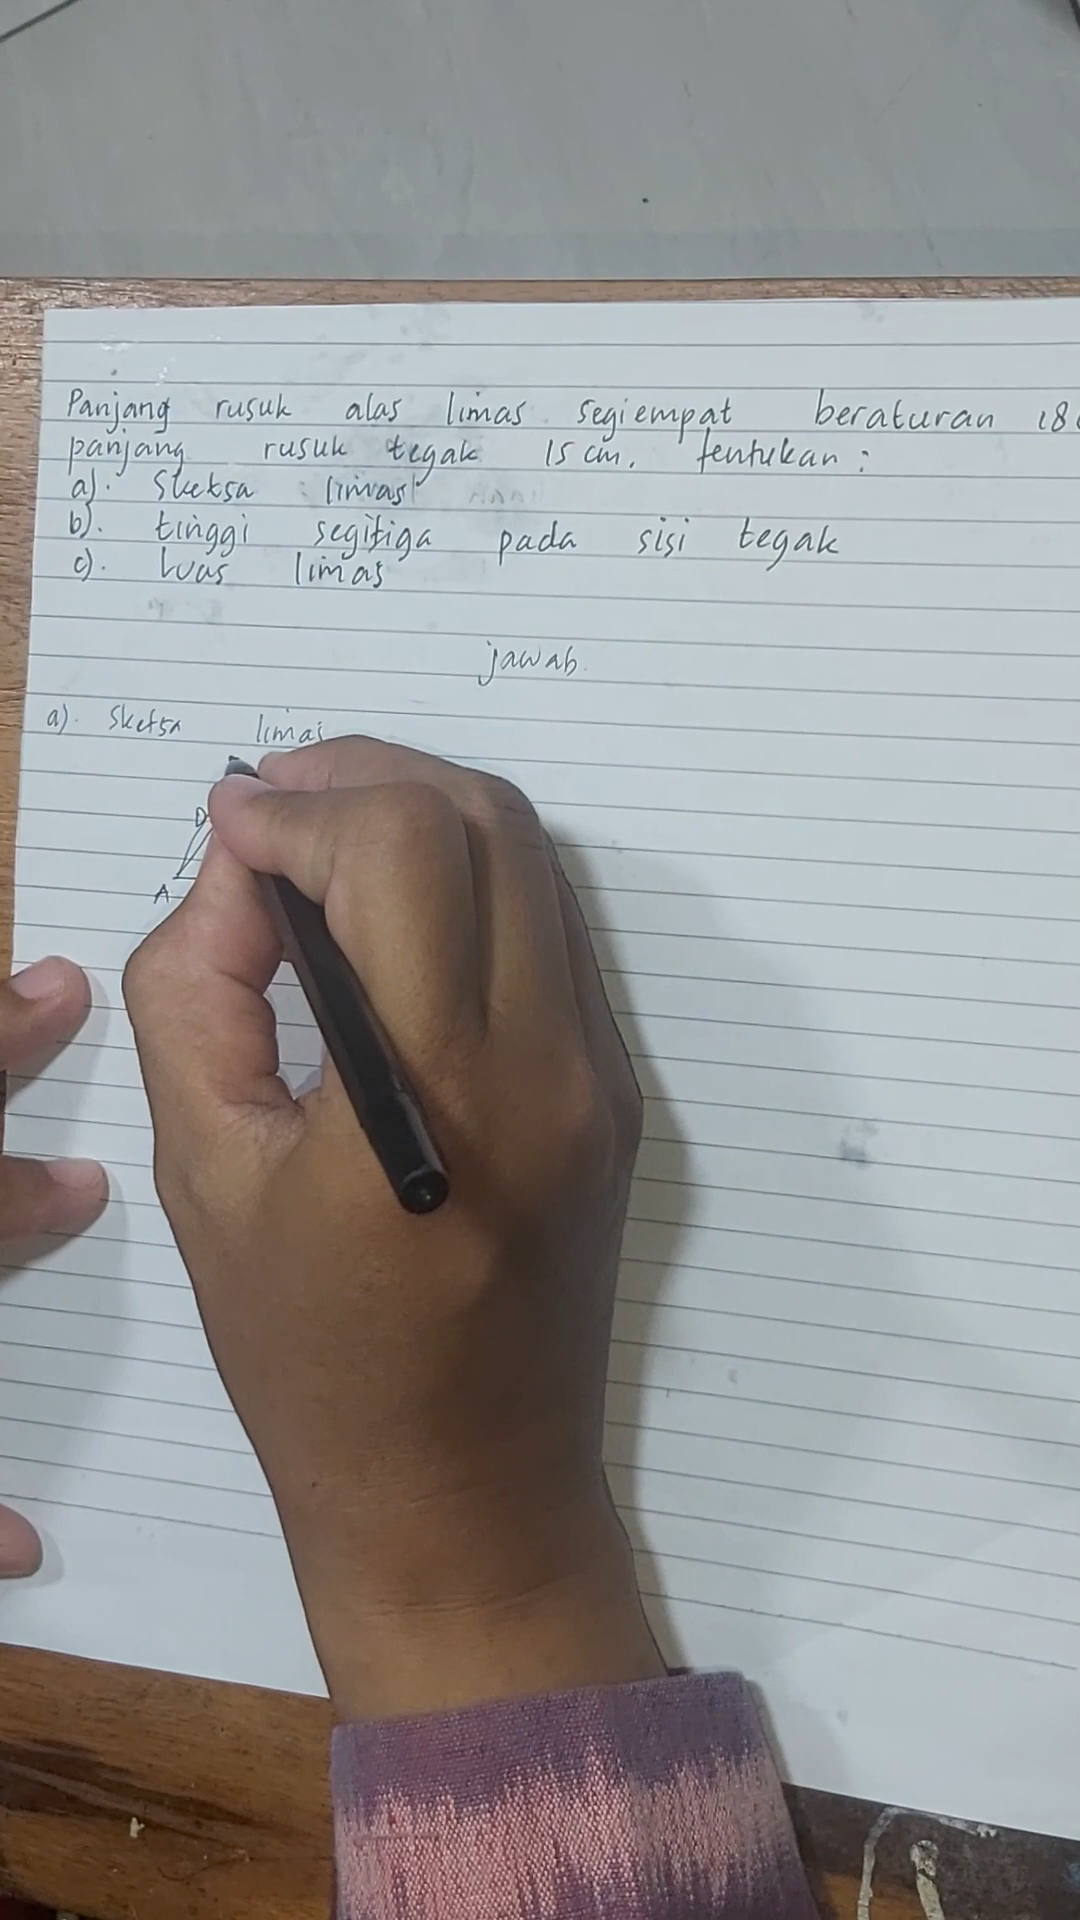 Panjang rusuk alas limas segiempat beraturan 18
panjang rusuk tegak 15 cm. tentukan :
a). Sketsa limas
b). tinggi segitiga pada sisi tegak
c). Luas limas
jawab.
a). Sketsa limas
D
A